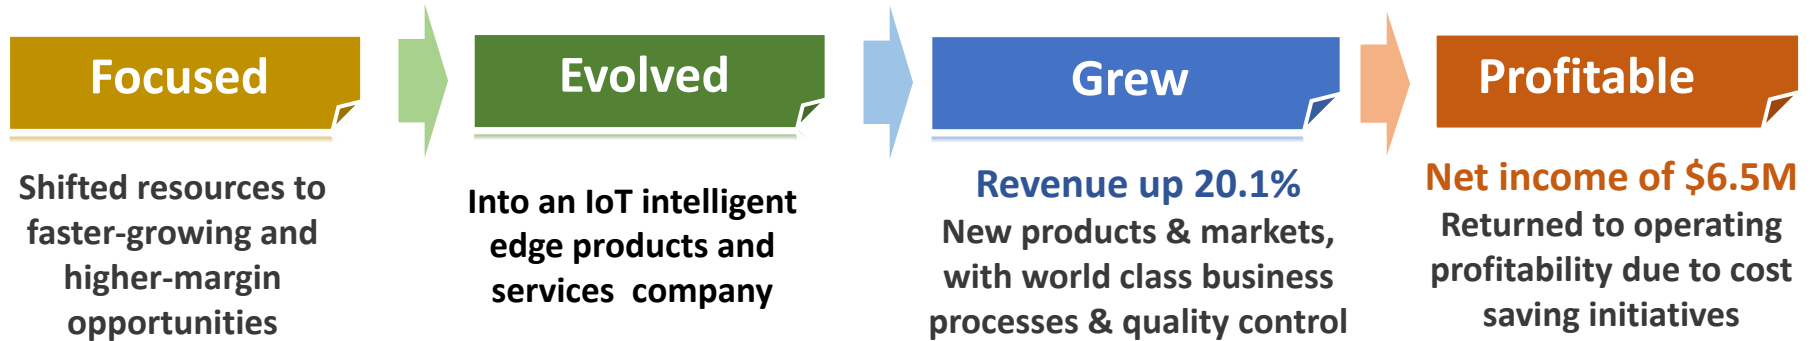 Focused
Shifted resources to
faster-growing and
higher-margin
opportunities
Evolved
Into an IoT intelligent
edge products and
services company
Grew
Revenue up 20.1%
New products & markets,
with world class business
processes & quality control
Profitable
Net income of $6.5M
Returned to operating
profitability due to cost
saving initiatives